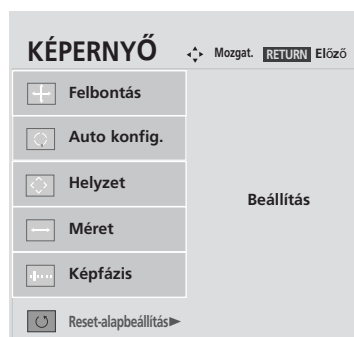 KÉPERNYŐ Mozgat. RETURN Előző
Felbontás
Auto konfig.
Helyzet
Beállítás
Méret
Képfázis
Reset-alapbeállítás